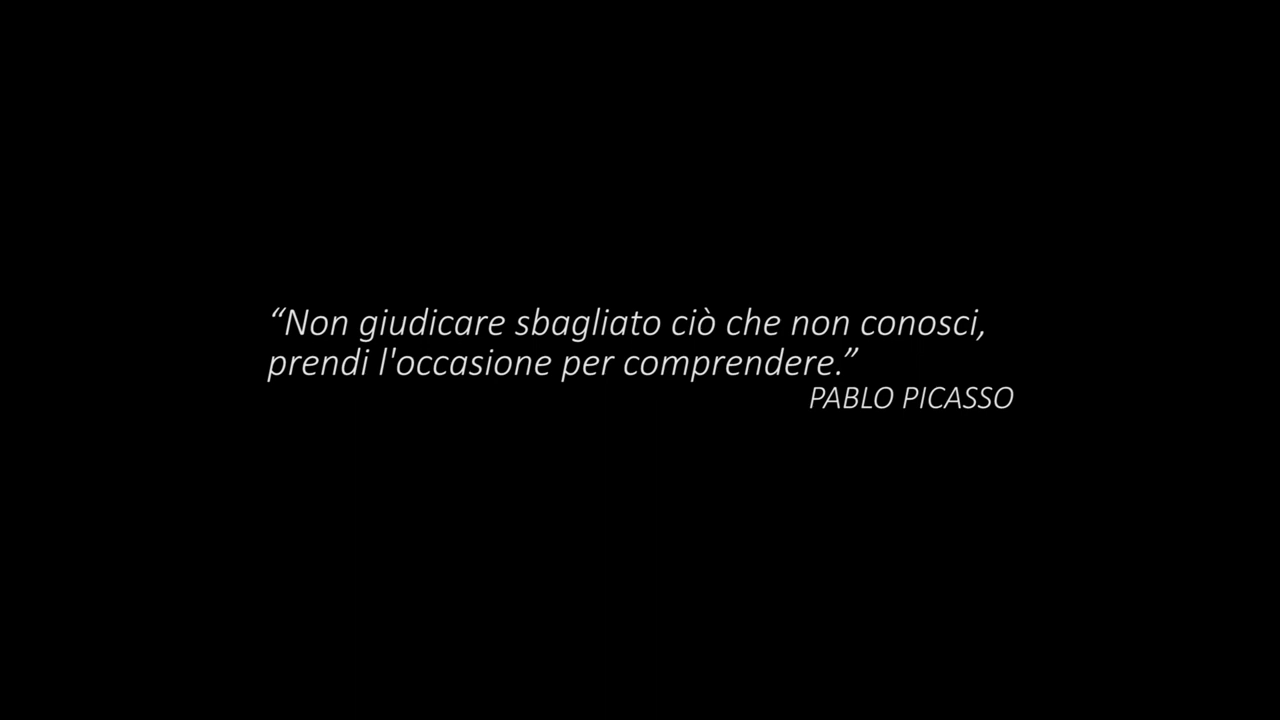 “Non giudicare sbagliato ciò che non conosci,
prendi l'occasione per comprendere.”
PABLO PICASSO